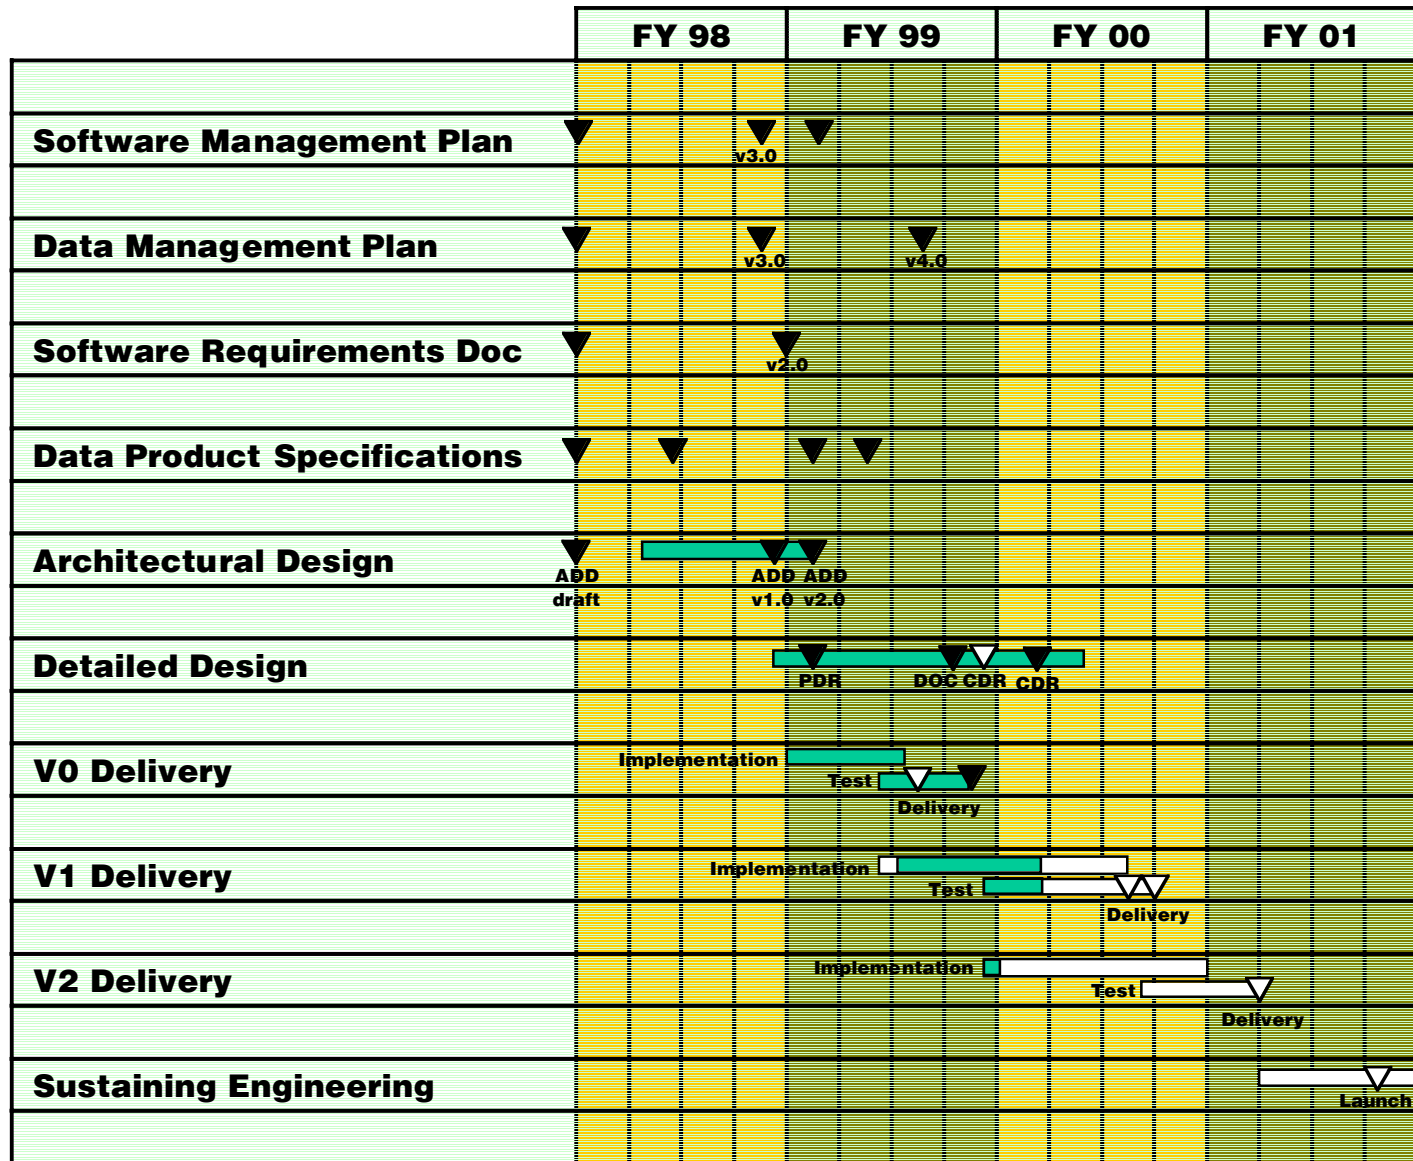 FY 98 FY 99 FY 00 FY 01
Software Management Plan
v3.0
Data Management Plan
v3.0 v4.0
Software Requirements Doc
v2.0
Data Product Specifications
Architectural Design
ADD ADD ADD
draft v1.0 v2.0
Detailed Design
PDR DOC CDR CDR
Implementation
V0 Delivery
Test
Delivery
Implementation
V1 Delivery
Test
Delivery
Implementation
V2 Delivery
Test
Delivery
Sustaining Engineering
Launch